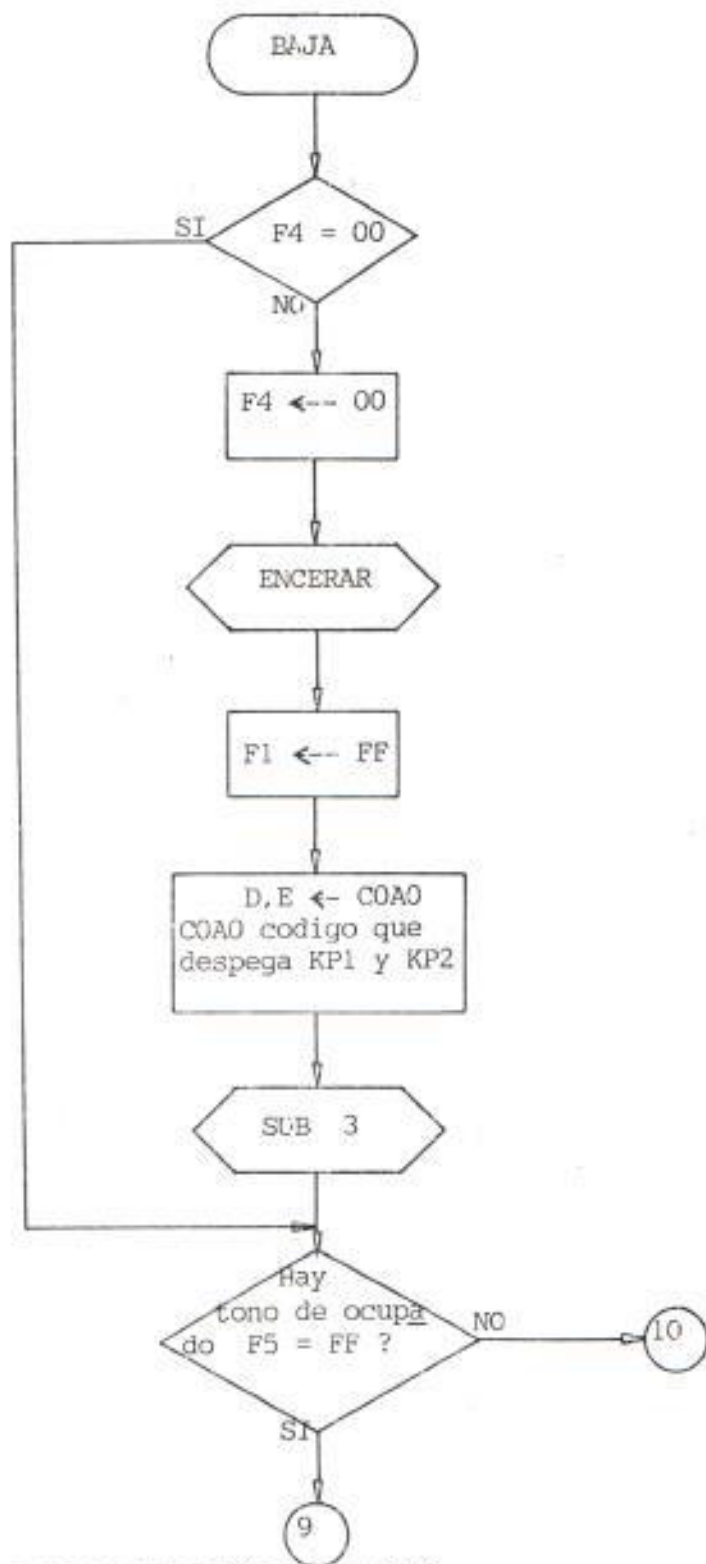 BAJA
SI
F4 = 00
NO
F4 <-- 00
ENCERAR
F1 <-- FF
D,E <- C0A0
C0A0 codigo que
despega KP1 y KP2
SUB 3
Hay
tono de ocupa
do F5 = FF ?
NO
10
SI
9